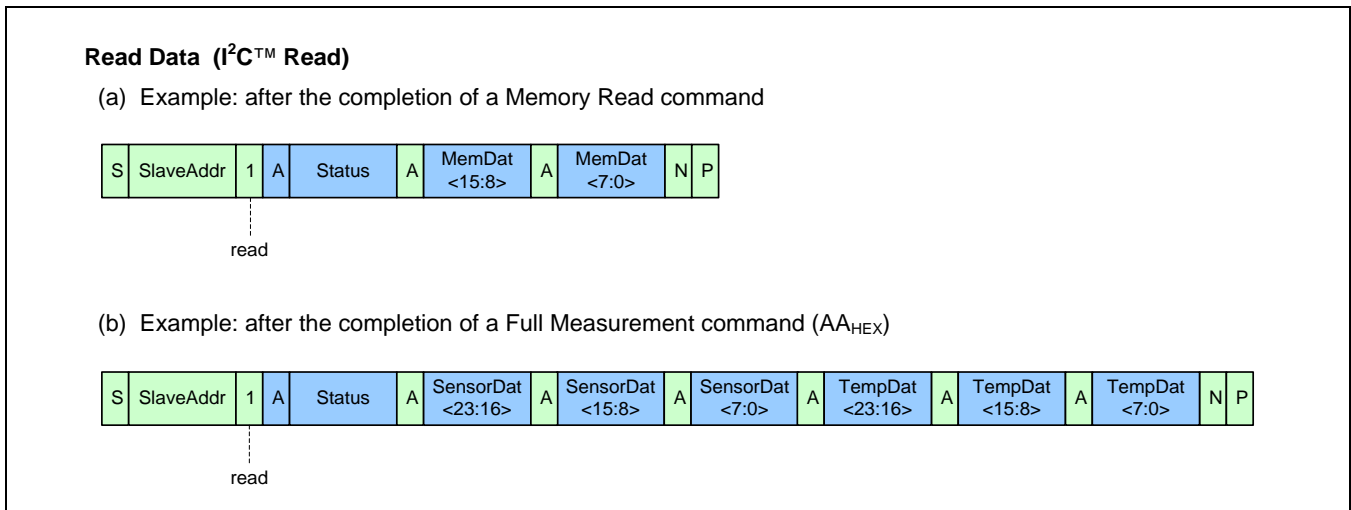 Read Data (I²C™ Read)
(a) Example: after the completion of a Memory Read command
S SlaveAddr 1 A Status A MemDat <15:8> A MemDat <7:0> N P
read
(b) Example: after the completion of a Full Measurement command (AAHEX)
S SlaveAddr 1 A Status A SensorDat <23:16> A SensorDat <15:8> A SensorDat <7:0> A TempDat <23:16> A TempDat <15:8> A TempDat <7:0> N P
read